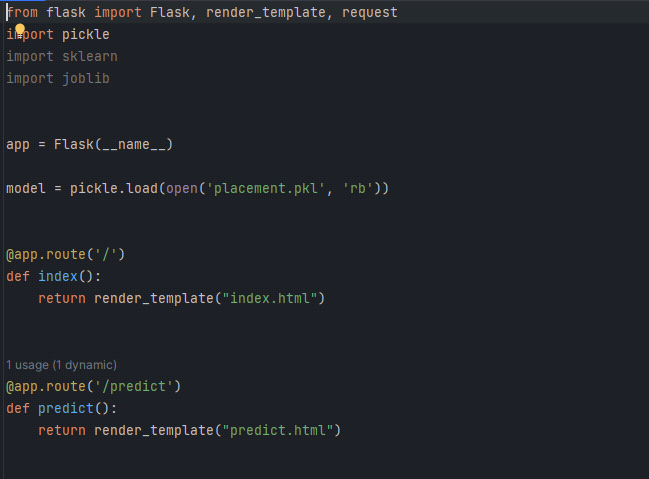 from flask import Flask, render_template, request
import pickle
import sklearn
import joblib
app = Flask(__name__)
model = pickle.load(open('placement.pkl', 'rb'))
@app.route('/')
def index():
    return render_template("index.html")
1 usage (1 dynamic)
@app.route('/predict')
def predict():
    return render_template("predict.html")